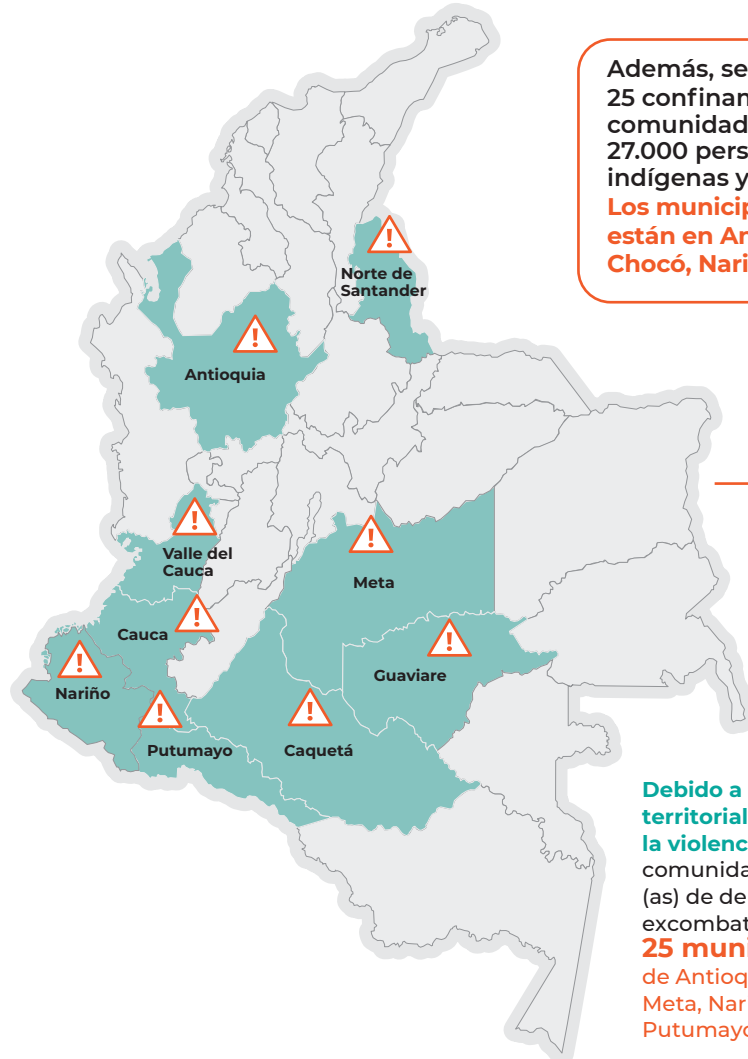 Además, se
25 confinan
comunidad
27.000 pers
indígenas y
Los municip
están en An
Chocó, Nari
Norte de
Santander
Antioquia
Valle del
Cauca
Meta
Cauca
Guaviare
Nariño
Putumayo
Caquetá
Debido a
territorial
la violenc
comunida
(as) de de
excombat
25 muni
de Antioq
Meta, Nar
Putumayo